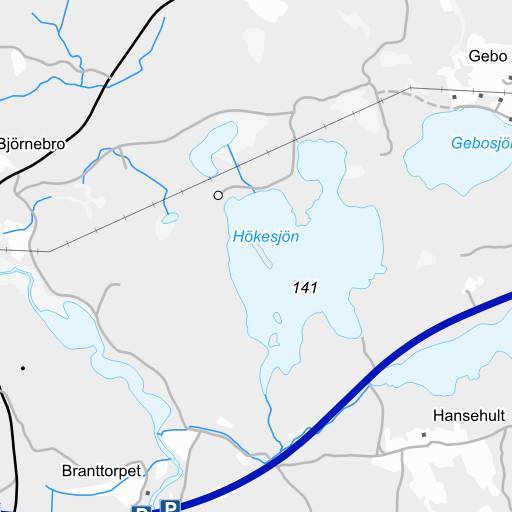 Gebo
Björnebro
Gebosjön
Hökesjön
141
Hansehult
Branttorpet
P
P